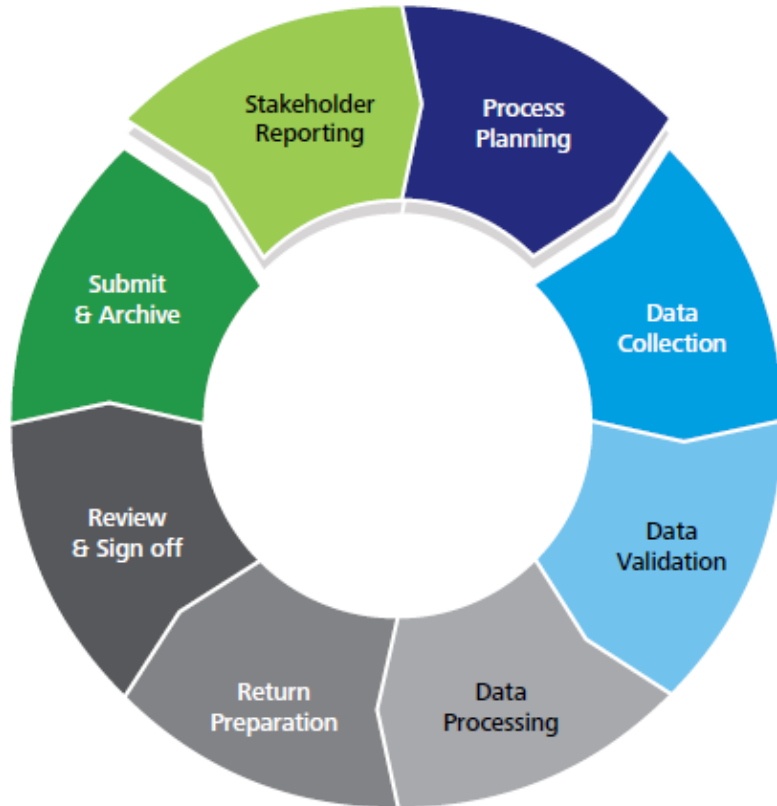 Stakeholder
Reporting
Process
Planning
Submit
& Archive
Data
Collection
Review
& Sign off
Data
Validation
Return
Preparation
Data
Processing